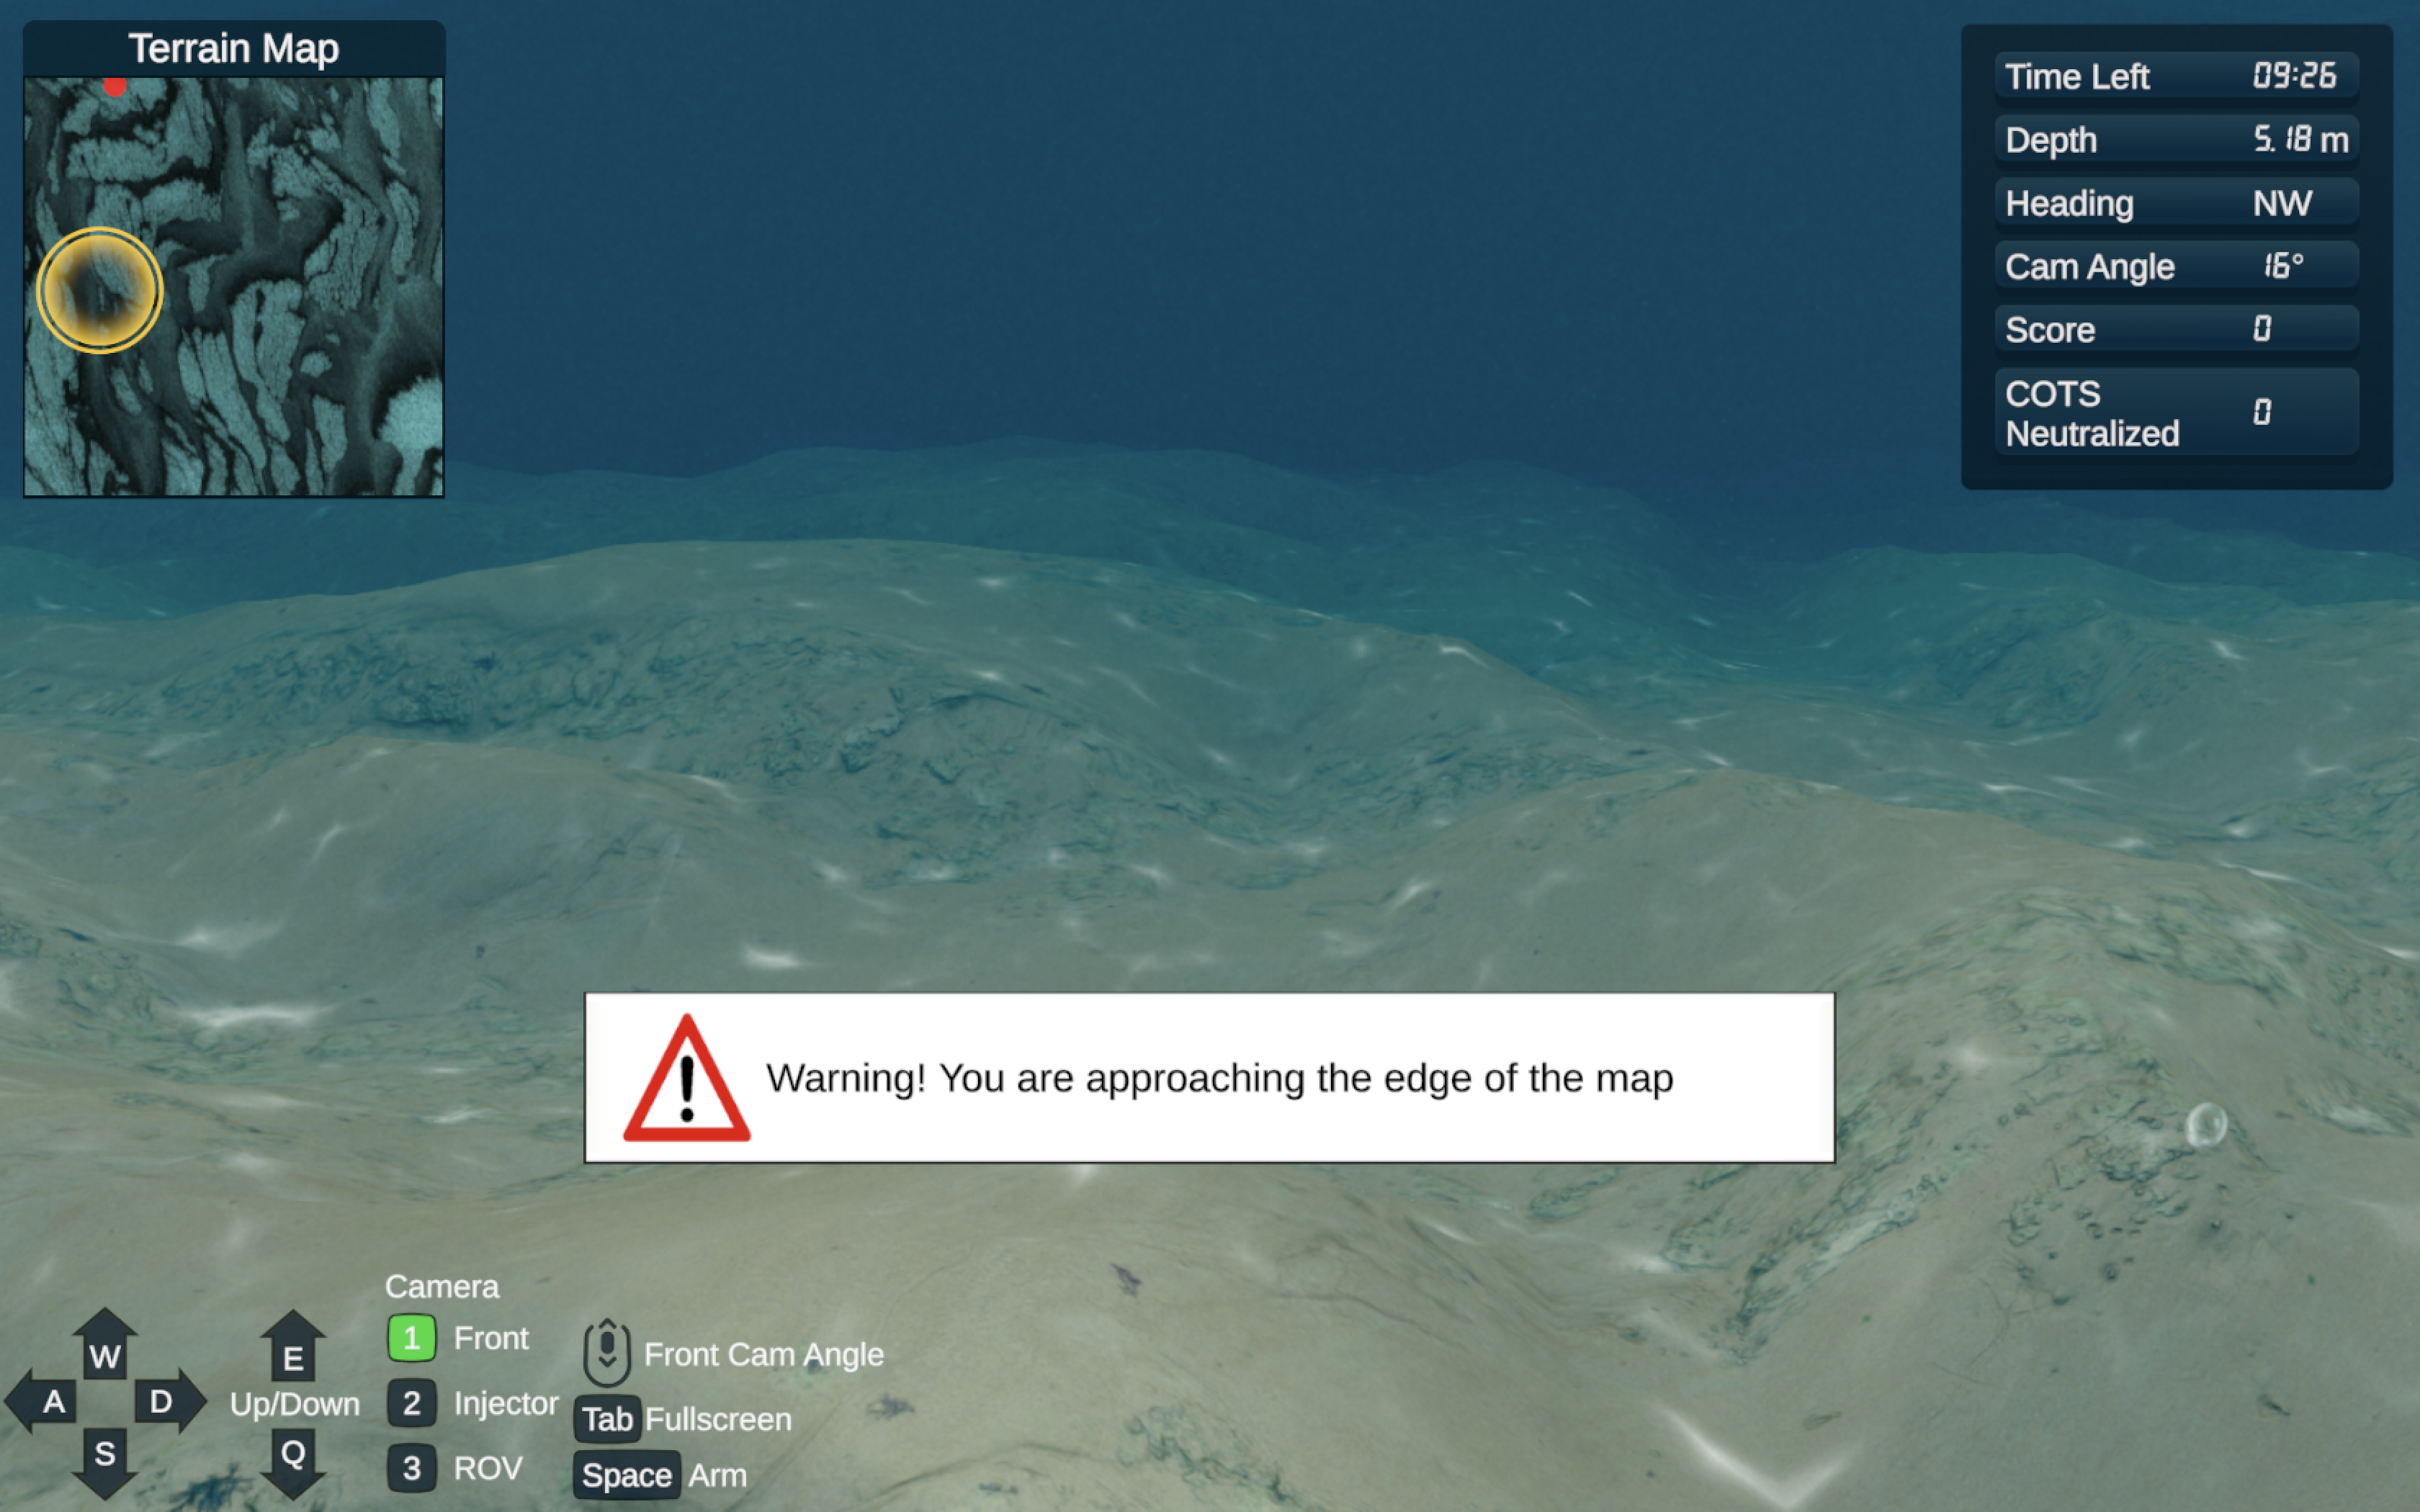 Terrain Map
Time Left 09:26
Depth 5.18 m
Heading NW
Cam Angle 16°
Score 0
COTS
Neutralized 0
Warning! You are approaching the edge of the map
Camera
W
A D
S
E
Up/Down
Q
1 Front
2 Injector
3 ROV
Front Cam Angle
Tab Fullscreen
Space Arm